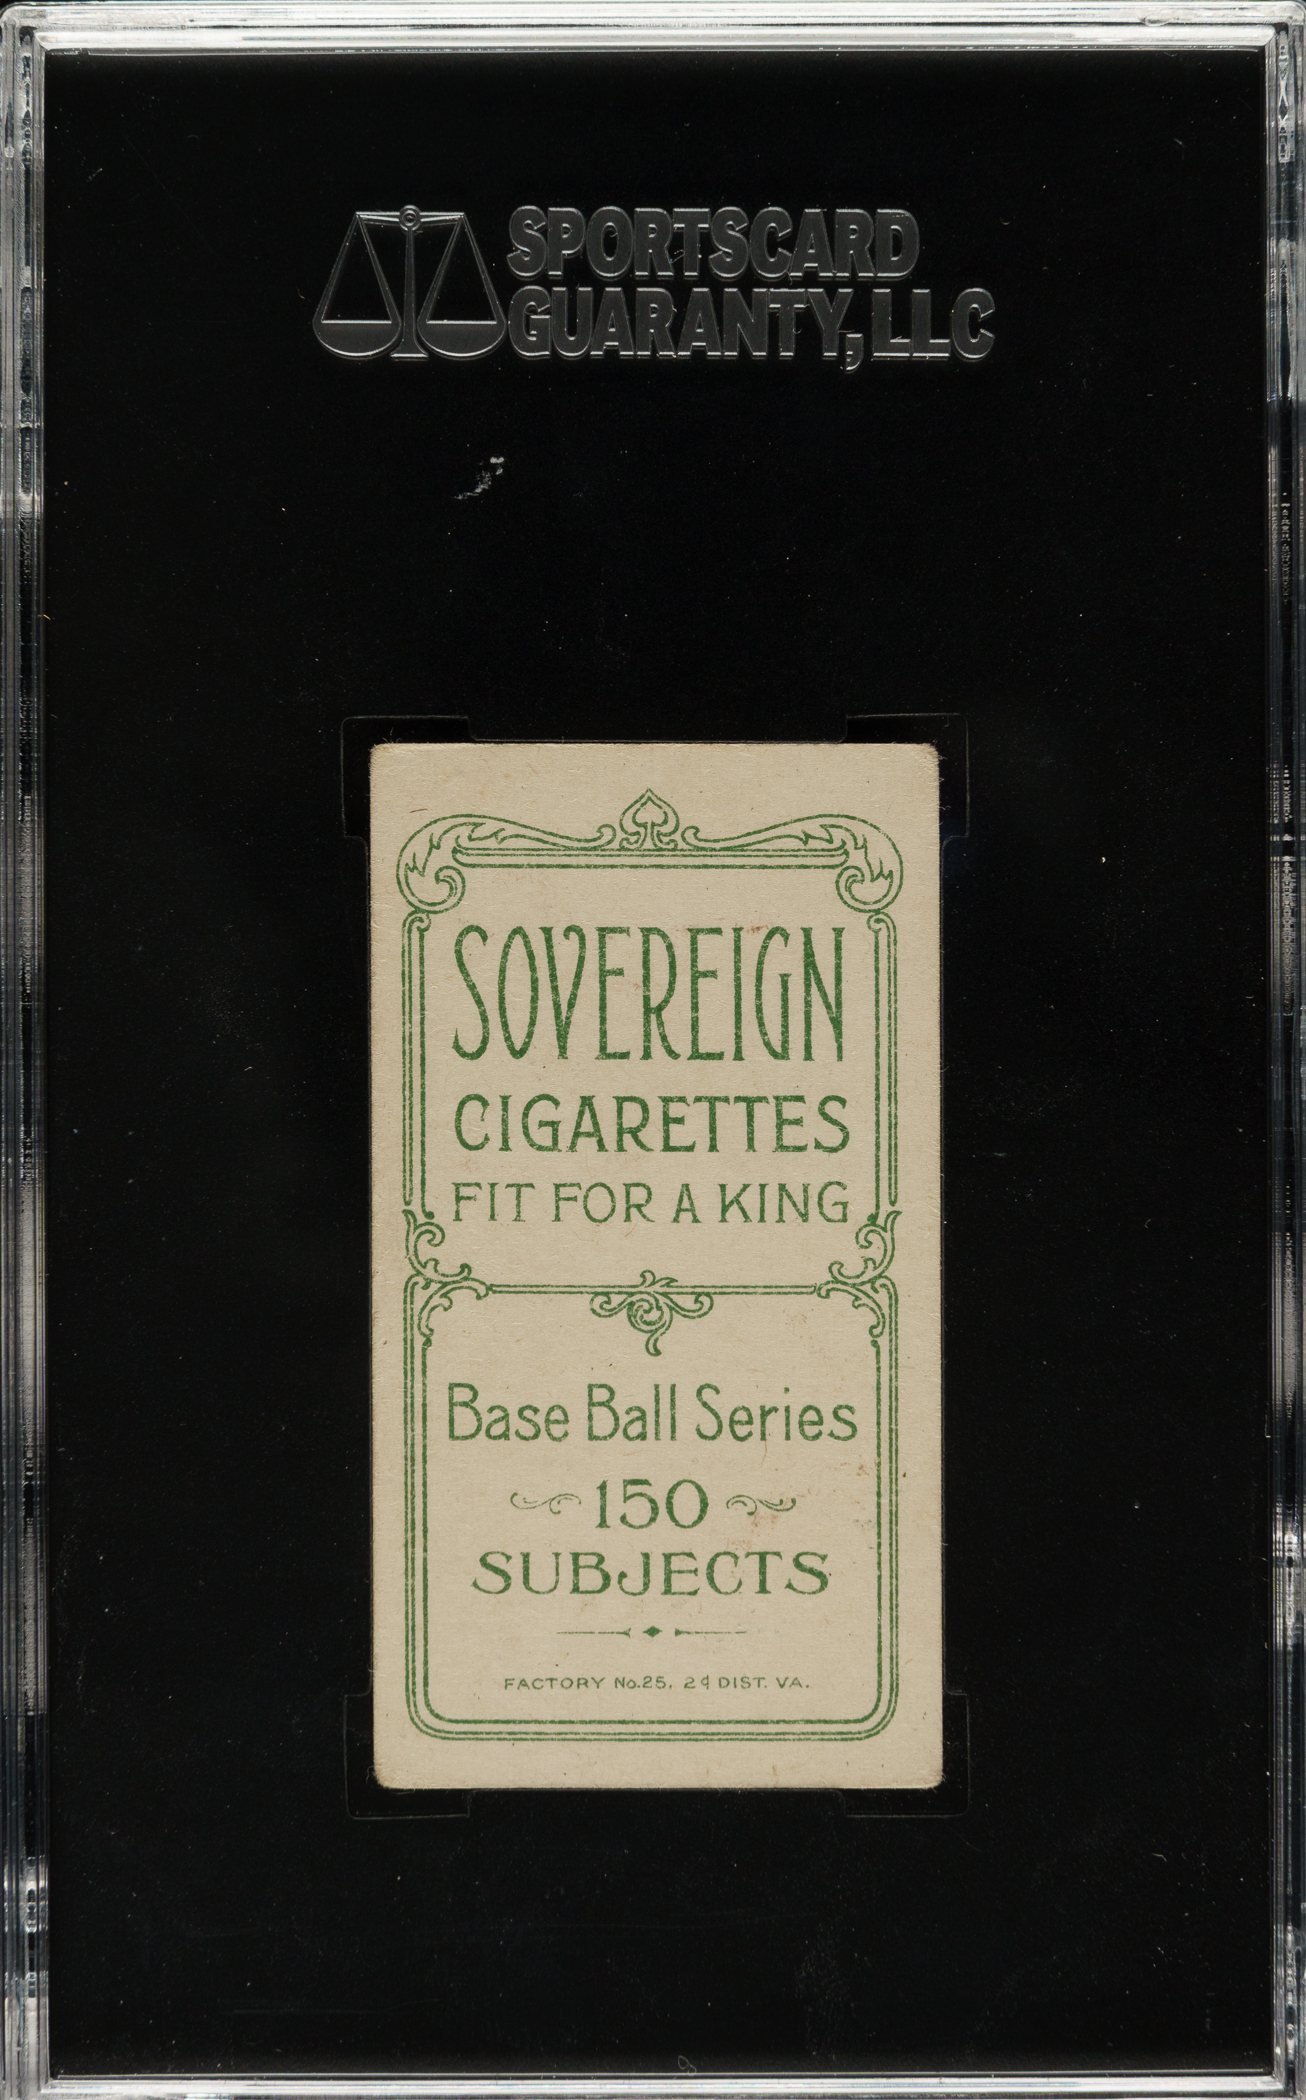 SPORTSCARD
GUARANTY, LLC
SOVEREIGN
CIGARETTES
FIT FOR A KING
Base Ball Series
150
SUBJECTS
FACTORY No.25, 2d DIST. VA.